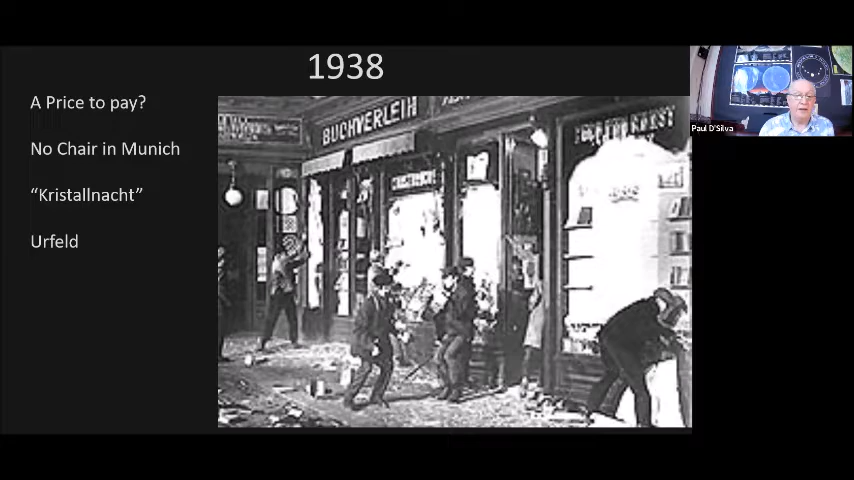 1938
A Price to pay?
No Chair in Munich
“Kristallnacht”
Urfeld
BUCHVERLEIH
Paul D'Silva